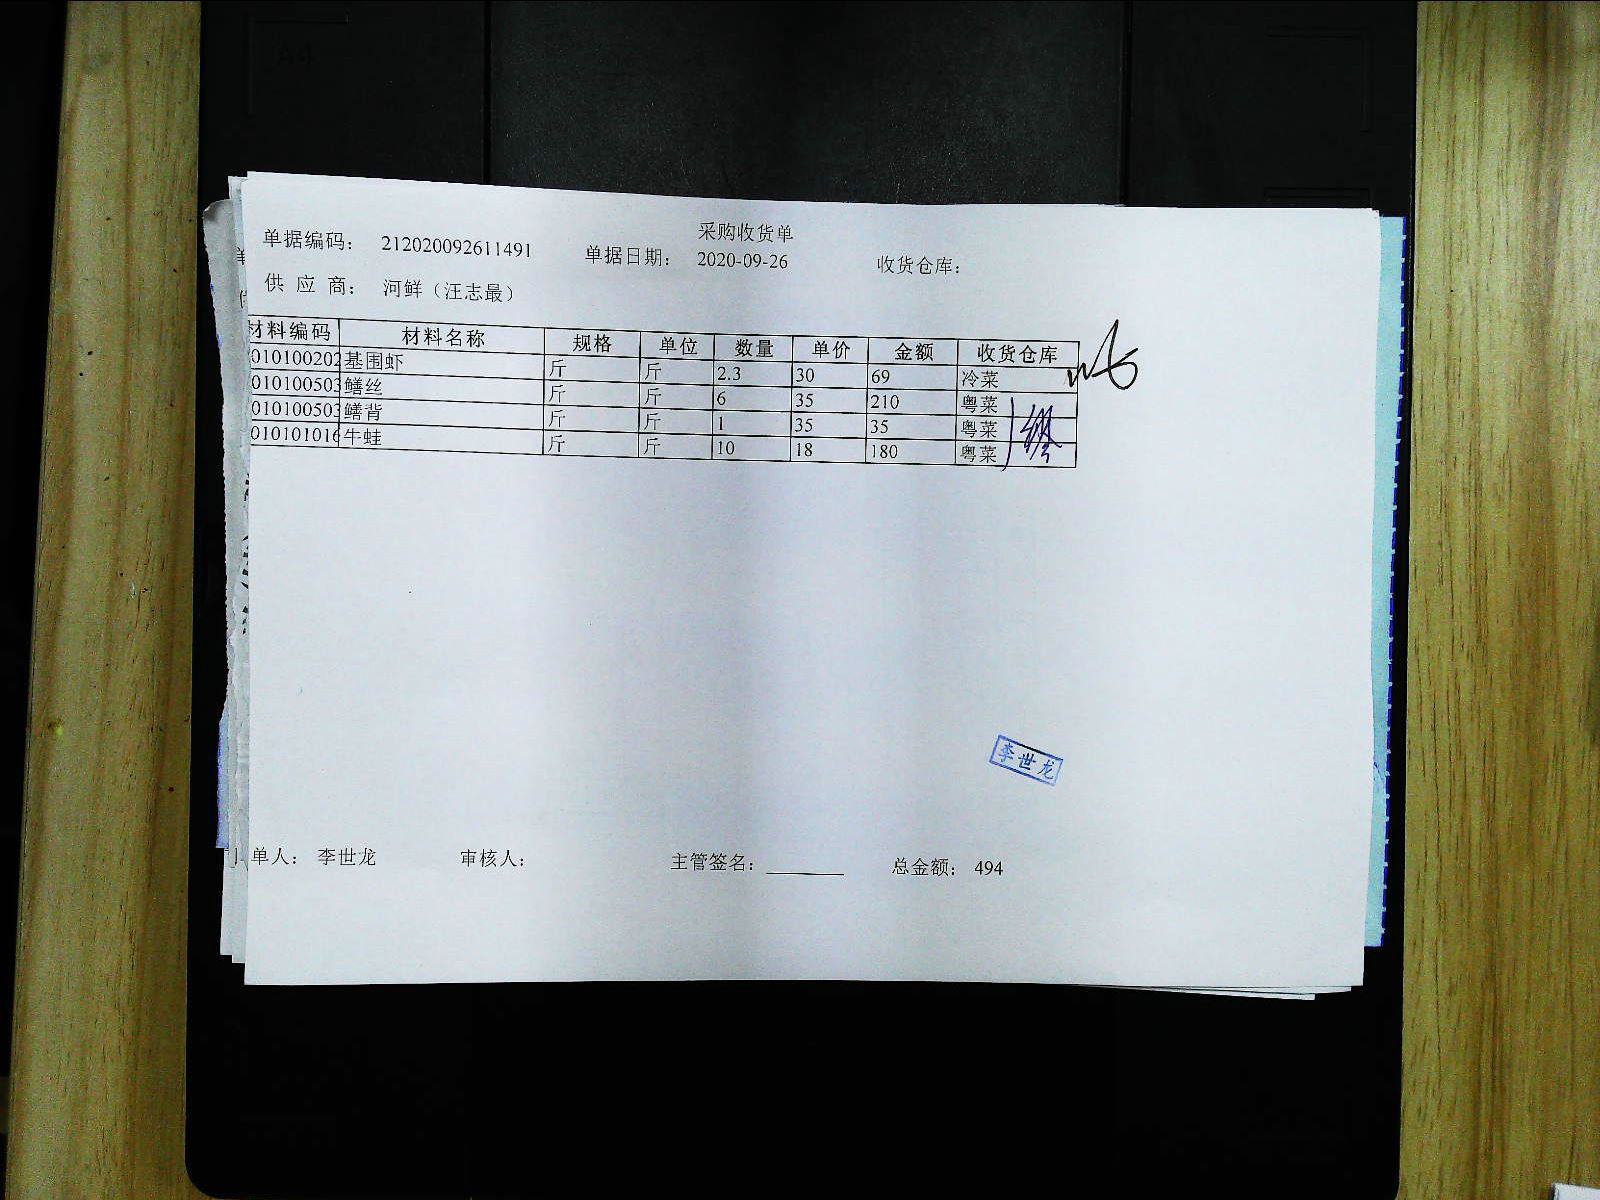 采购收货单
单据编码: 212020092611491 单据日期: 2020-09-26 收货仓库:
供应商: 河鲜（汪志最）
材料编码 材料名称 规格 单位 数量 单价 金额 收货仓库
010100202 基围虾 斤 斤 2.3 30 69 冷菜
010100503 鳝丝 斤 斤 6 35 210 粤菜
010100503 鳝背 斤 斤 1 35 35 粤菜
010101016 牛蛙 斤 斤 10 18 180 粤菜
李世龙
单人: 李世龙 审核人: 主管签名: 总金额: 494